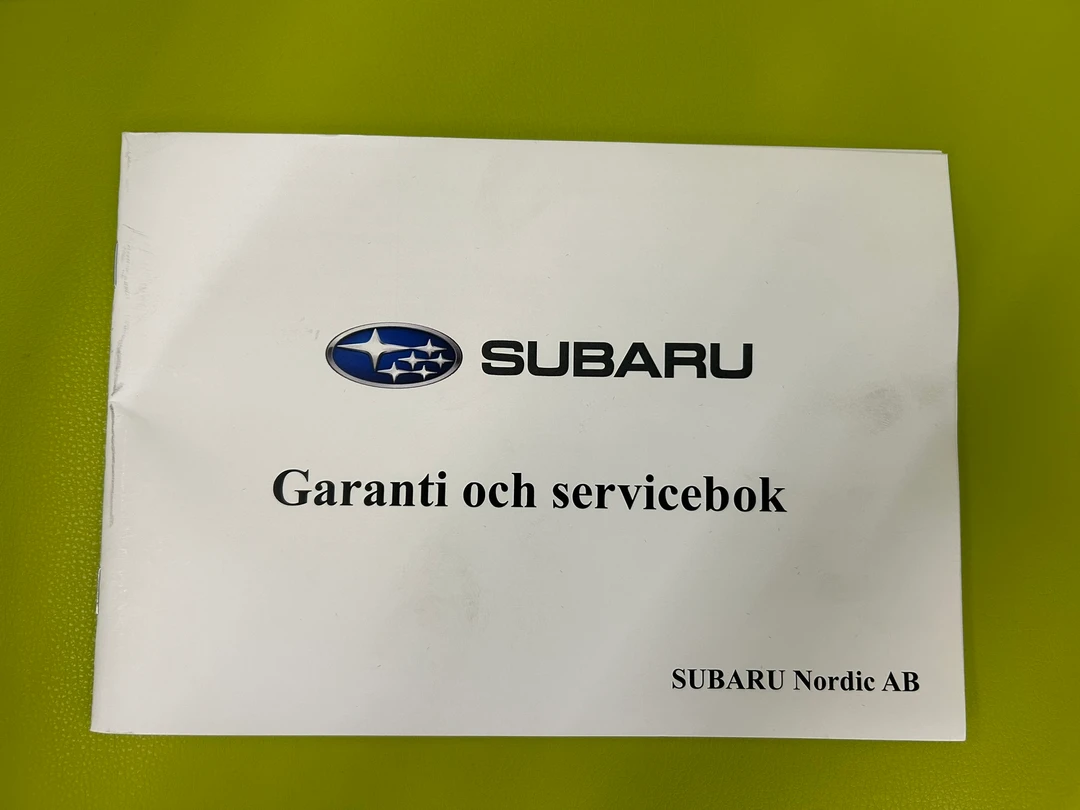 SUBARU
Garanti och servicebok
SUBARU Nordic AB